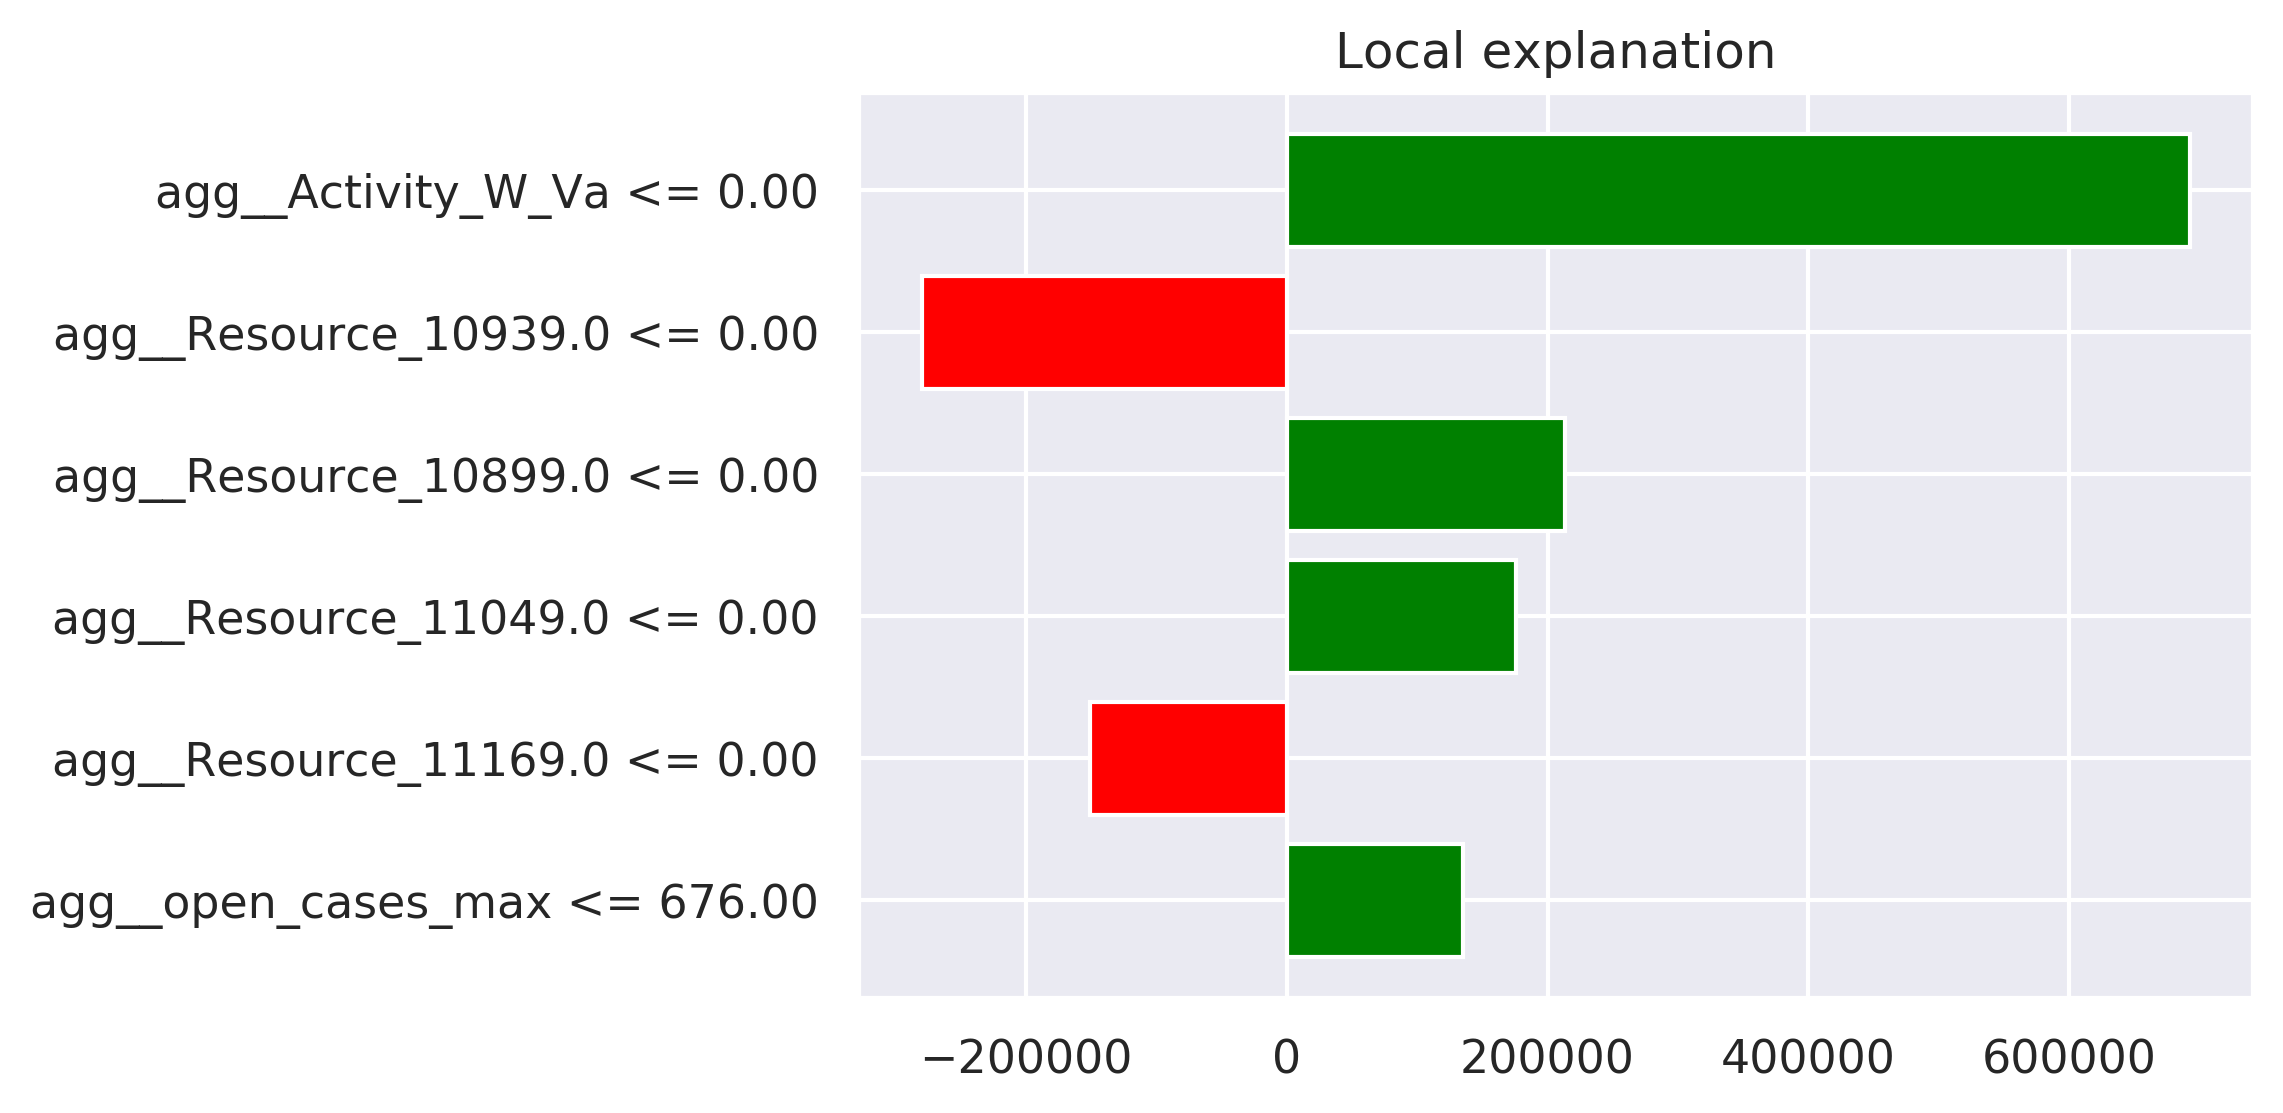 Local explanation
agg__Activity_W_Va <= 0.00
agg__Resource_10939.0 <= 0.00
agg__Resource_10899.0 <= 0.00
agg__Resource_11049.0 <= 0.00
agg__Resource_11169.0 <= 0.00
agg__open_cases_max <= 676.00
−200000 0 200000 400000 600000